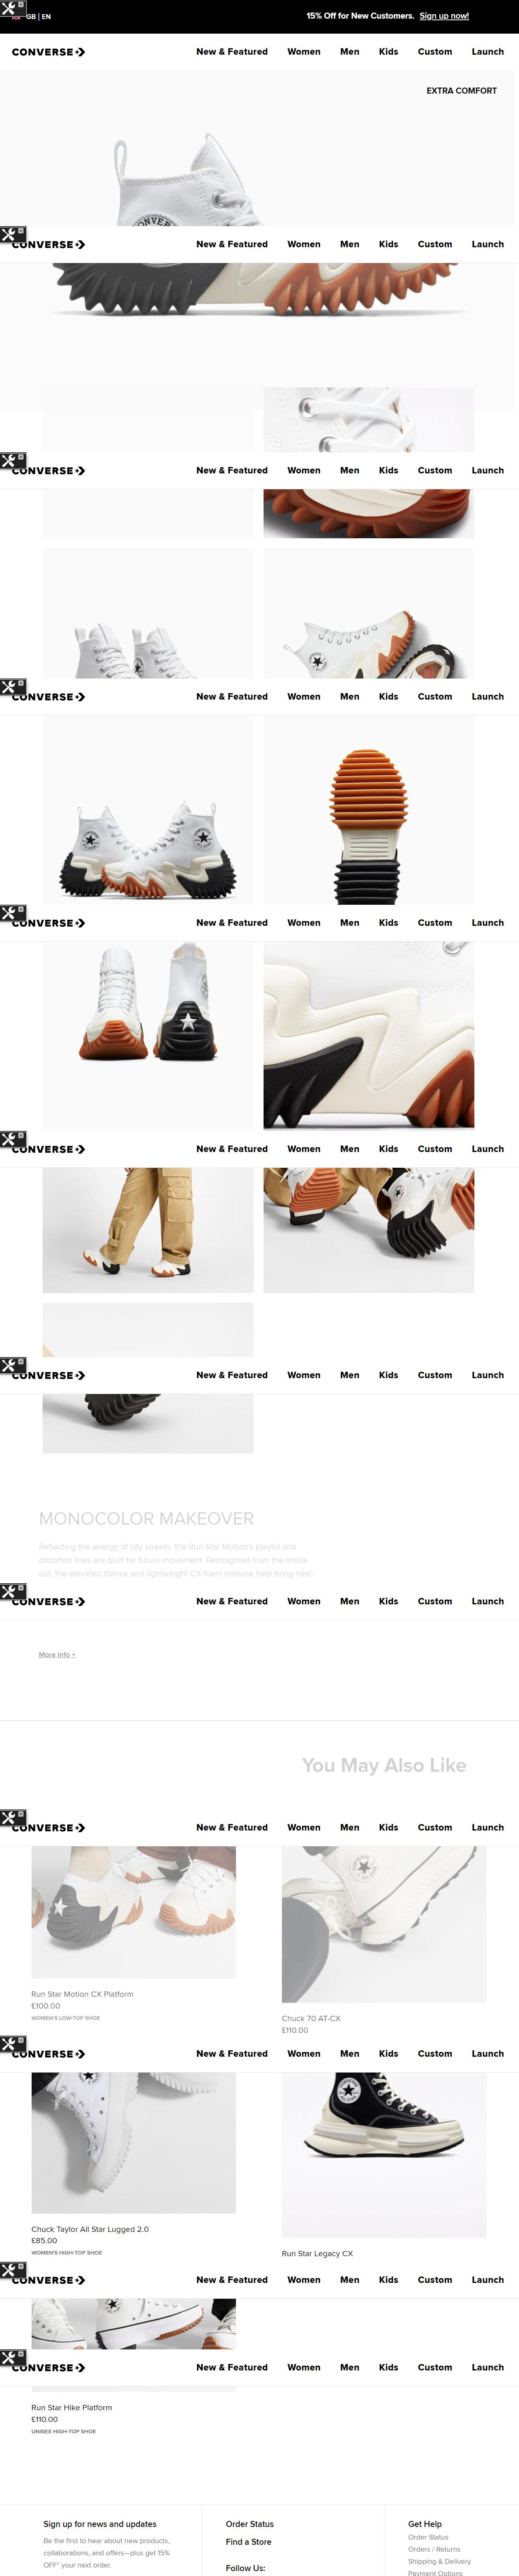 GB | EN
15% Off for New Customers. Sign up now!
CONVERSE
New & Featured Women Men Kids Custom Launch
EXTRA COMFORT
CONVERSE
New & Featured Women Men Kids Custom Launch
CONVERSE
New & Featured Women Men Kids Custom Launch
CONVERSE
New & Featured Women Men Kids Custom Launch
CONVERSE
New & Featured Women Men Kids Custom Launch
CONVERSE
New & Featured Women Men Kids Custom Launch
CONVERSE
New & Featured Women Men Kids Custom Launch
MONOCOLOR MAKEOVER
Reflecting the energy of city streets, the Run Star Motion's playful and
distorted lines are built for future movement. Reimagined from the inside
out, the elevated stance and lightweight CX foam midsole help bring next-
CONVERSE
New & Featured Women Men Kids Custom Launch
More Info +
You May Also Like
CONVERSE
New & Featured Women Men Kids Custom Launch
Run Star Motion CX Platform
£100.00
WOMEN'S LOW-TOP SHOE
Chuck 70 AT-CX
£110.00
CONVERSE
New & Featured Women Men Kids Custom Launch
Chuck Taylor All Star Lugged 2.0
£85.00
WOMEN'S HIGH-TOP SHOE
Run Star Legacy CX
CONVERSE
New & Featured Women Men Kids Custom Launch
CONVERSE
New & Featured Women Men Kids Custom Launch
Run Star Hike Platform
£110.00
UNISEX HIGH-TOP SHOE
Sign up for news and updates
Be the first to hear about new products,
collaborations, and offers—plus get 15%
OFF* your next order.
Order Status
Find a Store
Follow Us:
Get Help
Order Status
Orders / Returns
Shipping & Delivery
Payment Options